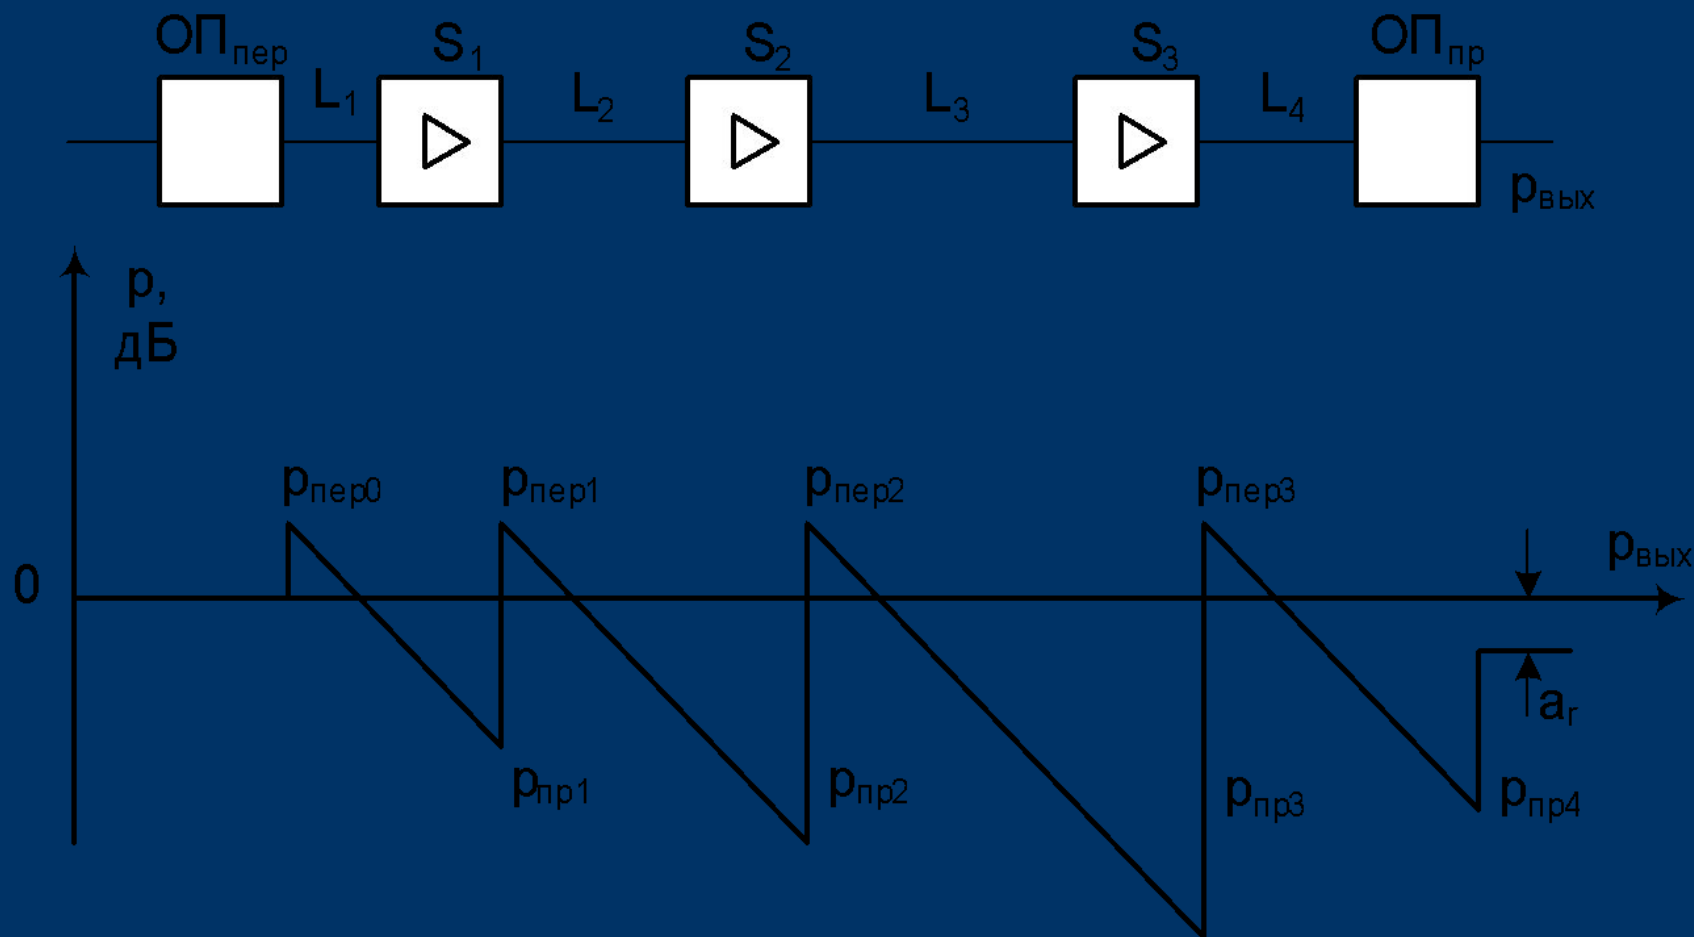 ОПпер
S1
S2
S3
ОПпр
L1
L2
L3
L4
pвых
p,
дБ
pпер0
pпер1
pпер2
pпер3
pвых
0
aг
pпр1
pпр2
pпр3
pпр4